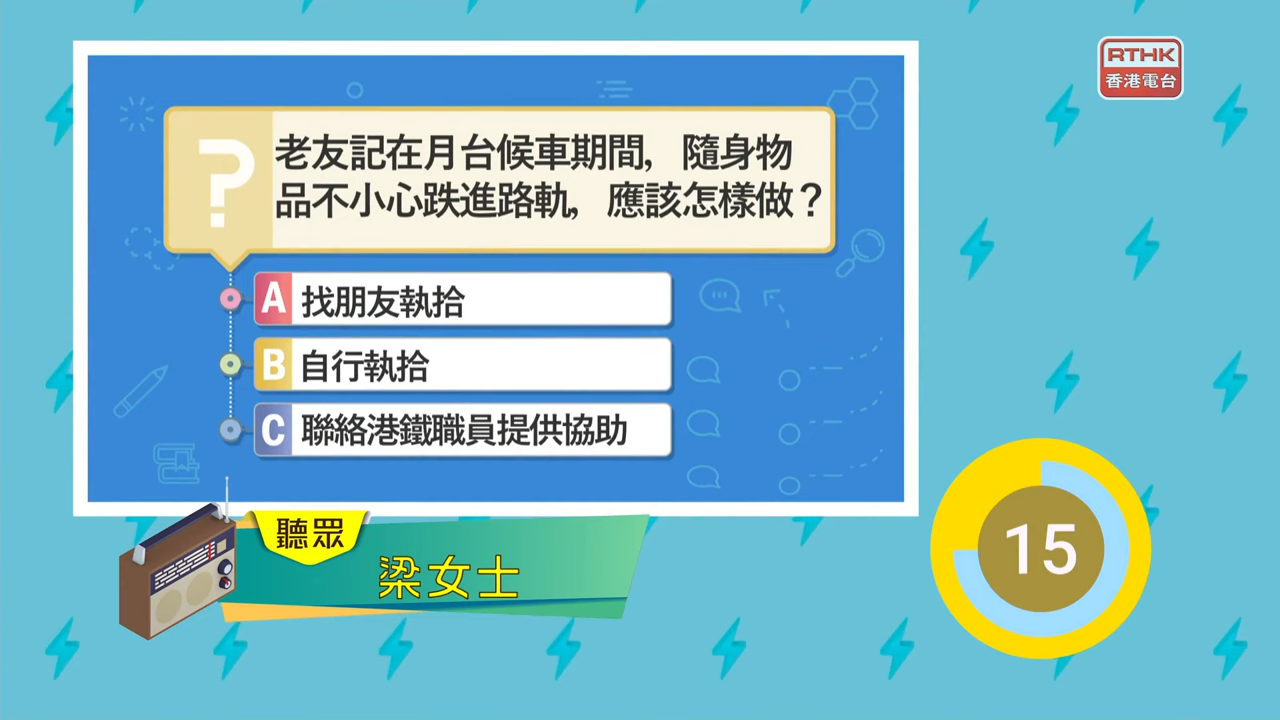 RTHK
香港電台
?
老友記在月台候車期間, 隨身物
品不小心跌進路軌, 應該怎樣做?
A 找朋友執拾
B 自行執拾
C 聯絡港鐵職員提供協助
聽眾
梁女士
15